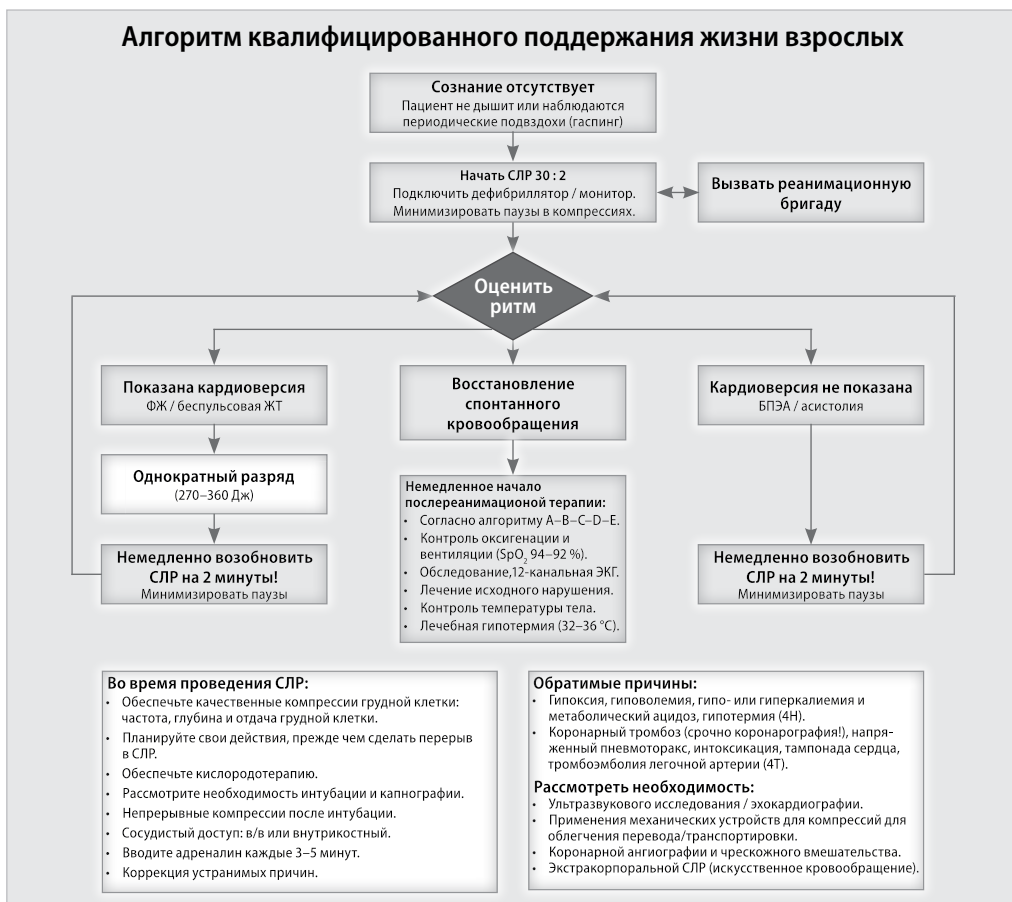 Алгоритм квалифицированного поддержания жизни взрослых
Сознание отсутствует
Пациент не дышит или наблюдаются
периодические подвздохи (гаспинг)
Начать СЛР 30 : 2
Подключить дефибриллятор / монитор.
Минимизировать паузы в компрессиях.
Вызвать реанимационную
бригаду
Оценить
ритм
Показана кардиоверсия
ФЖ / беспульсовая ЖТ
Однократный разряд
(270–360 Дж)
Немедленно возобновить
СЛР на 2 минуты!
Минимизировать паузы
Восстановление
спонтанного
кровообращения
Немедленное начало
послереанимационой терапии:
• Согласно алгоритму A–B–C–D–E.
• Контроль оксигенации и
вентиляции (SpO₂ 94–92 %).
• Обследование,12-канальная ЭКГ.
• Лечение исходного нарушения.
• Контроль температуры тела.
• Лечебная гипотермия (32–36 °C).
Кардиоверсия не показана
БПЭА / асистолия
Немедленно возобновить
СЛР на 2 минуты!
Минимизировать паузы
Во время проведения СЛР:
• Обеспечьте качественные компрессии грудной клетки:
частота, глубина и отдача грудной клетки.
• Планируйте свои действия, прежде чем сделать перерыв
в СЛР.
• Обеспечьте кислородотерапию.
• Рассмотрите необходимость интубации и капнографии.
• Непрерывные компрессии после интубации.
• Сосудистый доступ: в/в или внутрикостный.
• Вводите адреналин каждые 3–5 минут.
• Коррекция устранимых причин.
Обратимые причины:
• Гипоксия, гиповолемия, гипо- или гиперкалиемия и
метаболический ацидоз, гипотермия (4Н).
• Коронарный тромбоз (срочно коронарография!), напря-
женный пневмоторакс, интоксикация, тампонада сердца,
тромбоэмболия легочной артерии (4Т).
Рассмотреть необходимость:
• Ультразвукового исследования / эхокардиографии.
• Применения механических устройств для компрессий для
облегчения перевода/транспортировки.
• Коронарной ангиографии и чрескожного вмешательства.
• Экстракорпоральной СЛР (искусственное кровообращение).